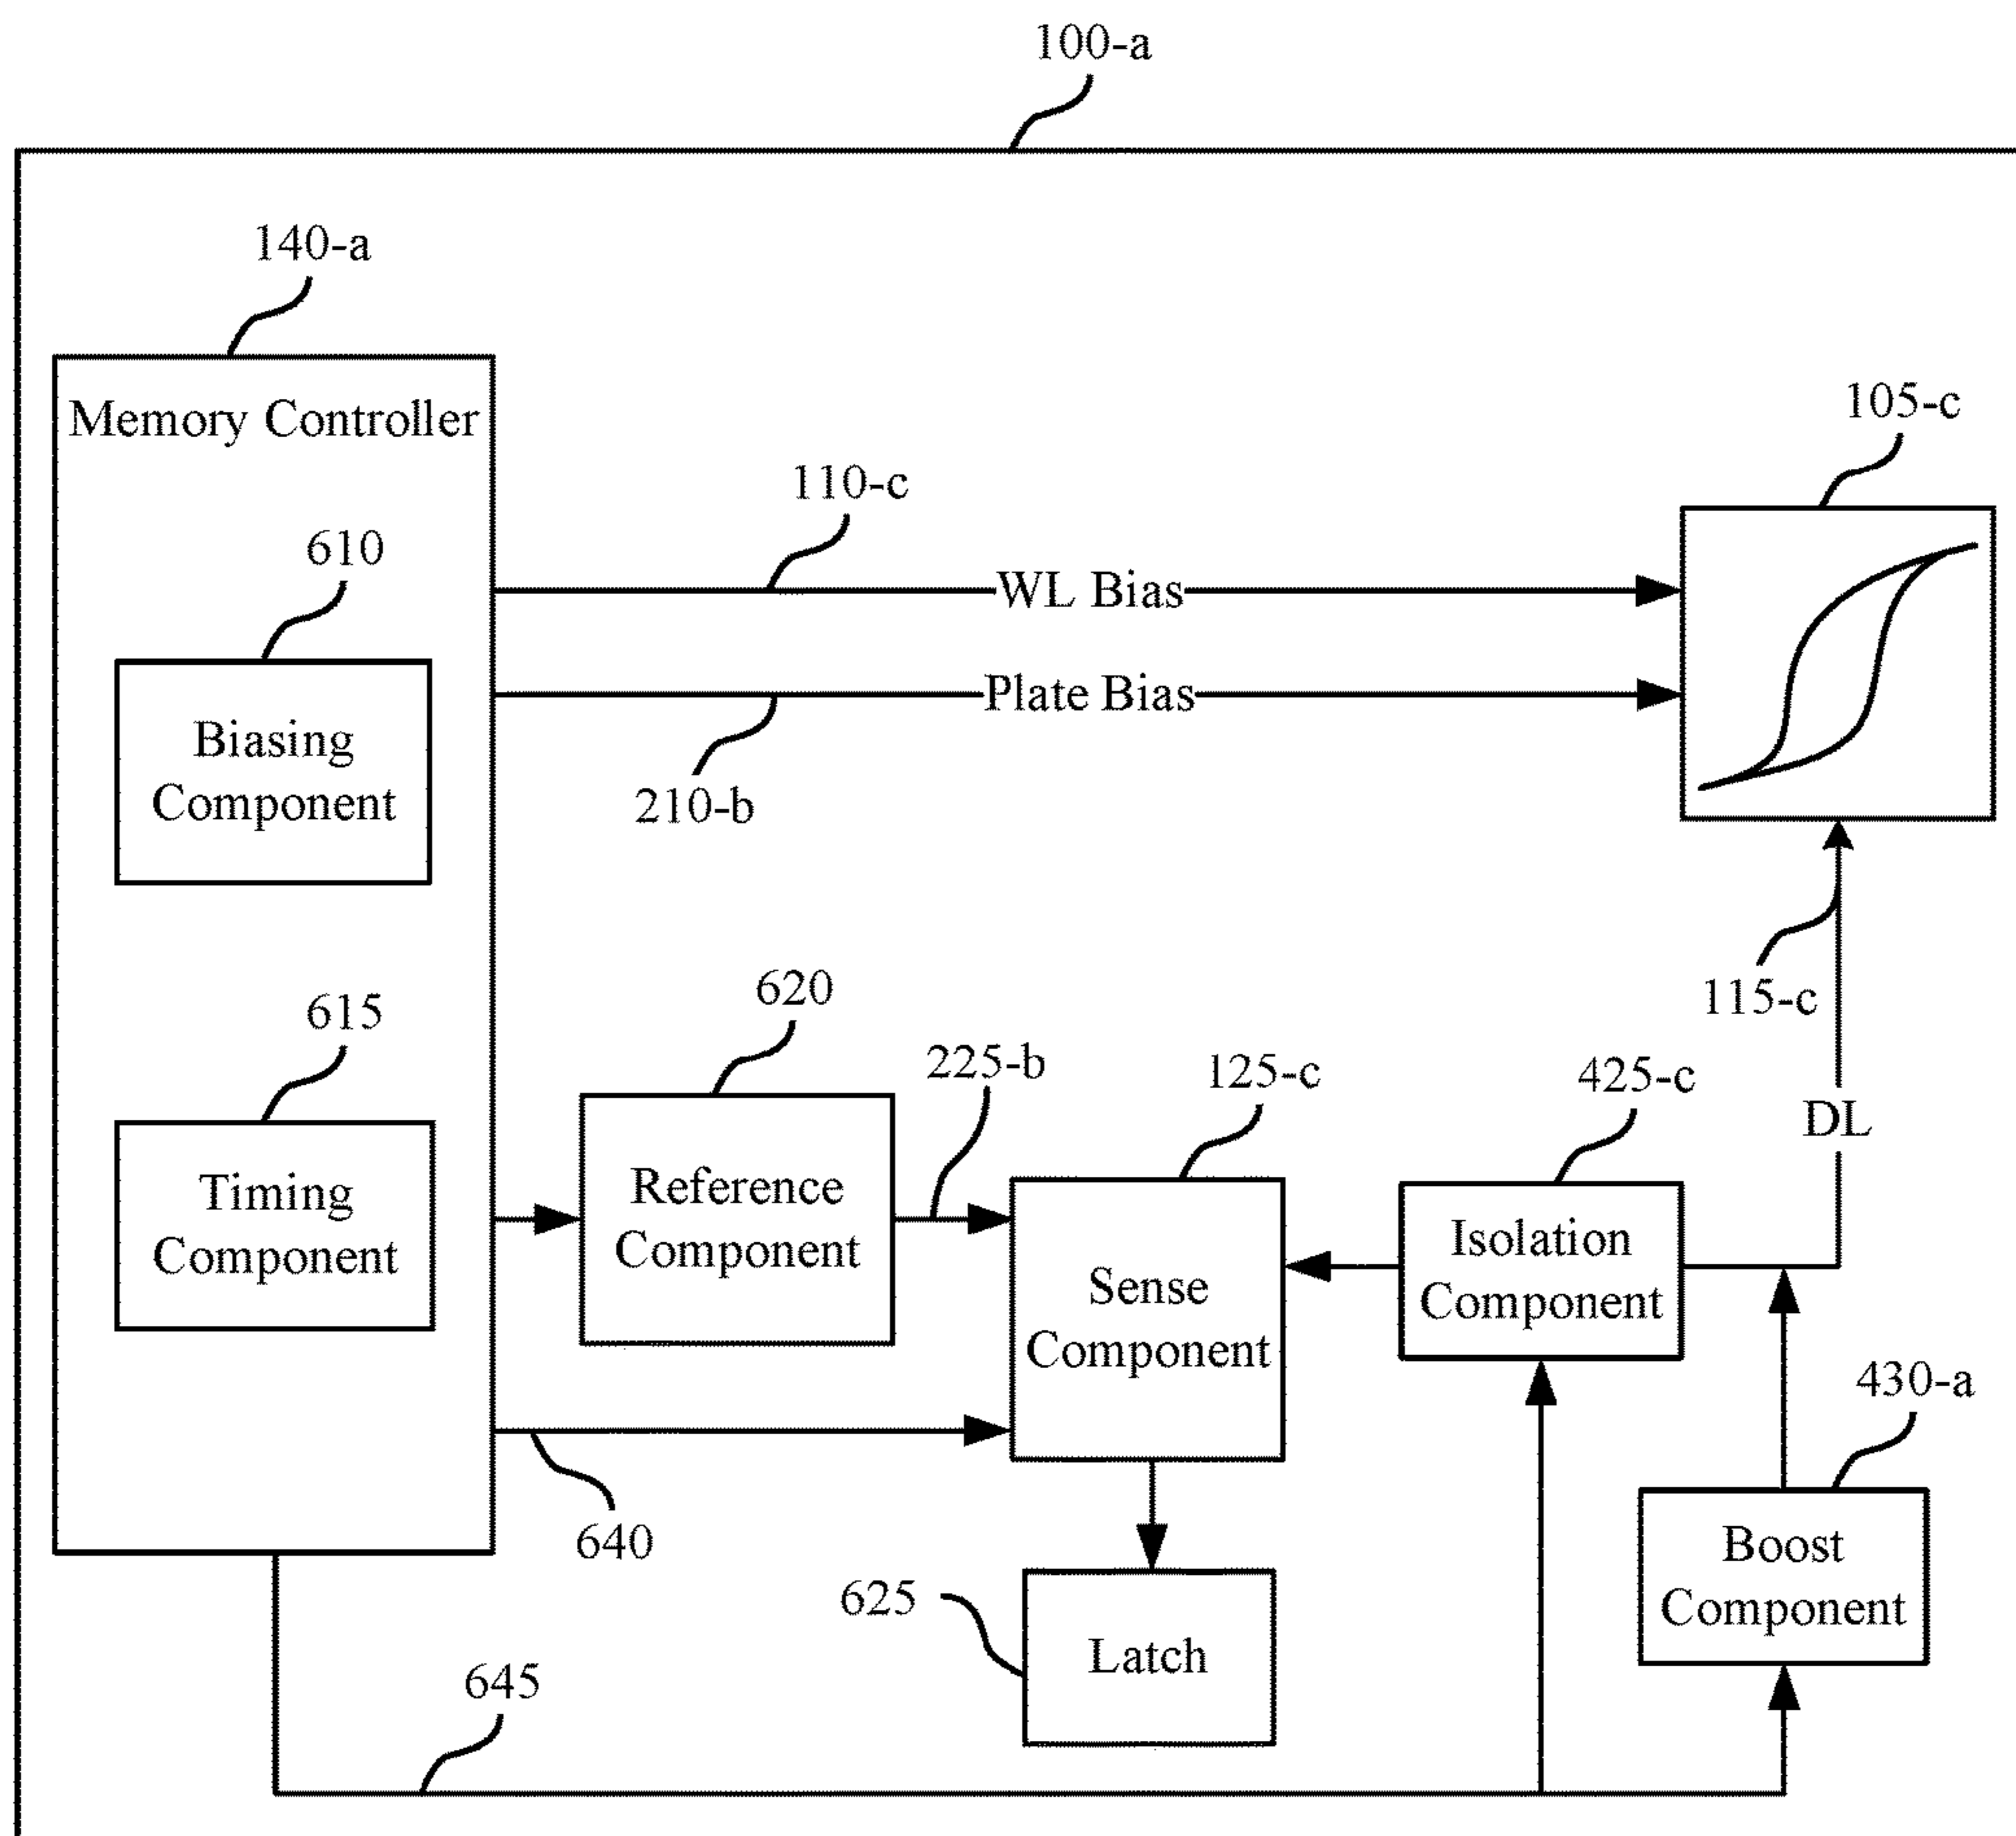 100-a
140-a
Memory Controller
105-c
110-c
610
WL Bias
Plate Bias
Biasing
Component
210-b
620
115-c
615
225-b
125-c
425-c
DL
Timing
Component
Reference
Component
Isolation
Component
Sense
Component
430-a
640
Boost
Component
625
Latch
645